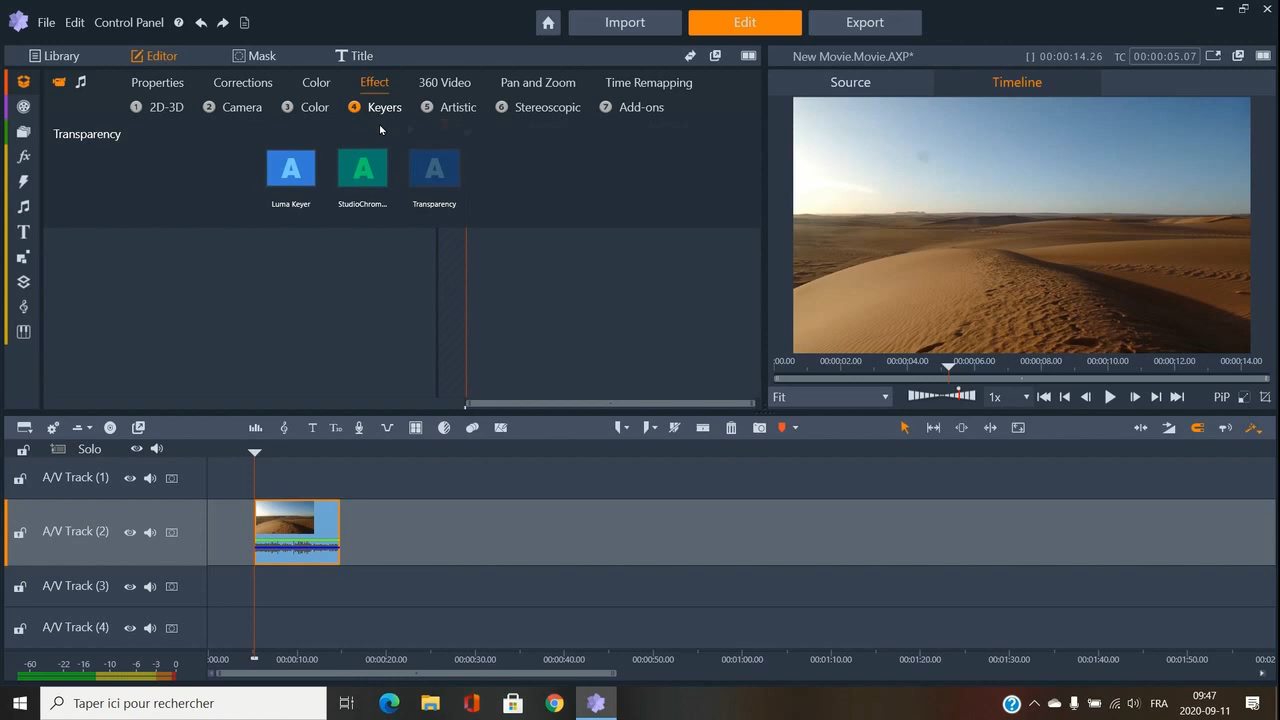 File Edit Control Panel Import Edit Export
Library Editor Mask Title New Movie.Movie.AXP* [ ] 00:00:14.26 TC 00:00:05.07
Properties Corrections Color Effect 360 Video Pan and Zoom Time Remapping Source Timeline
1 2D-3D 2 Camera 3 Color 4 Keyers 5 Artistic 6 Stereoscopic 7 Add-ons
Transparency
A A A
Luma Keyer StudioChrom... Transparency
:00.00 00:00:02.00 00:00:04.00 00:00:06.00 00:00:08.00 00:00:10.00 00:00:12.00 00:00:14.00
Fit 1x PiP
Solo
A/V Track (1)
A/V Track (2)
A/V Track (3)
A/V Track (4)
-60 -22 -16 -10 -6 -3 0 :00.00 00:00:10.00 00:00:20.00 00:00:30.00 00:00:40.00 00:00:50.00 00:01:00.00 00:01:10.00 00:01:20.00 00:01:30.00 00:01:40.00 00:01:50.00 00:02
Taper ici pour rechercher FRA 09:47
2020-09-11